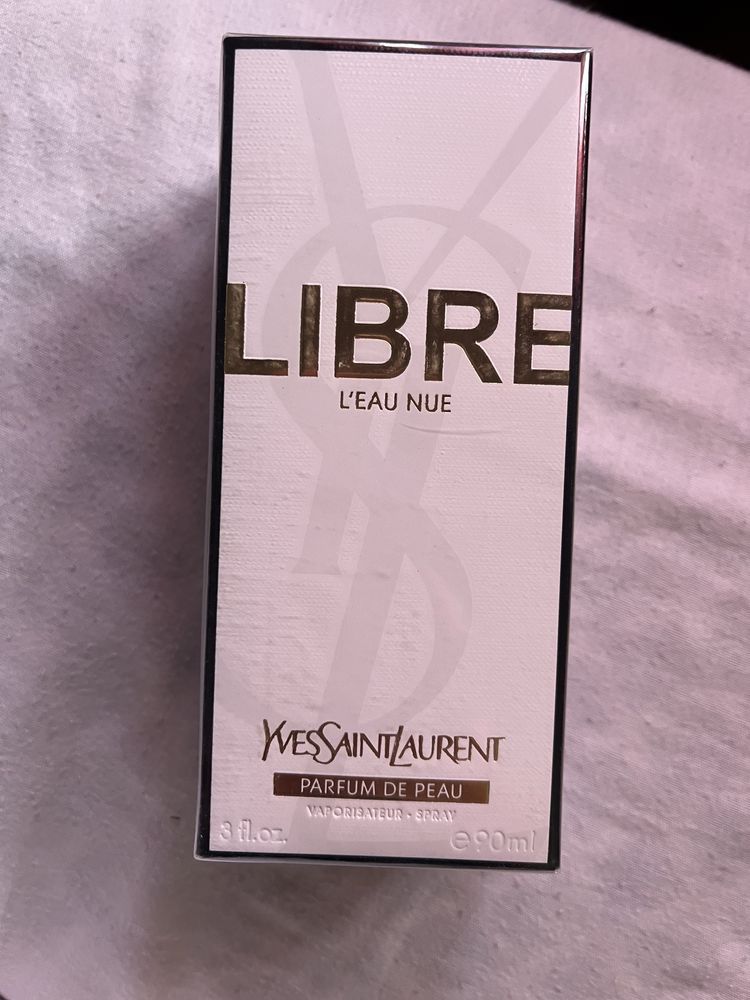 LIBRE
L'EAU NUE
YVESSAINTLAURENT
PARFUM DE PEAU
VAPORISATEUR • SPRAY
3 fl.oz. ℮90ml